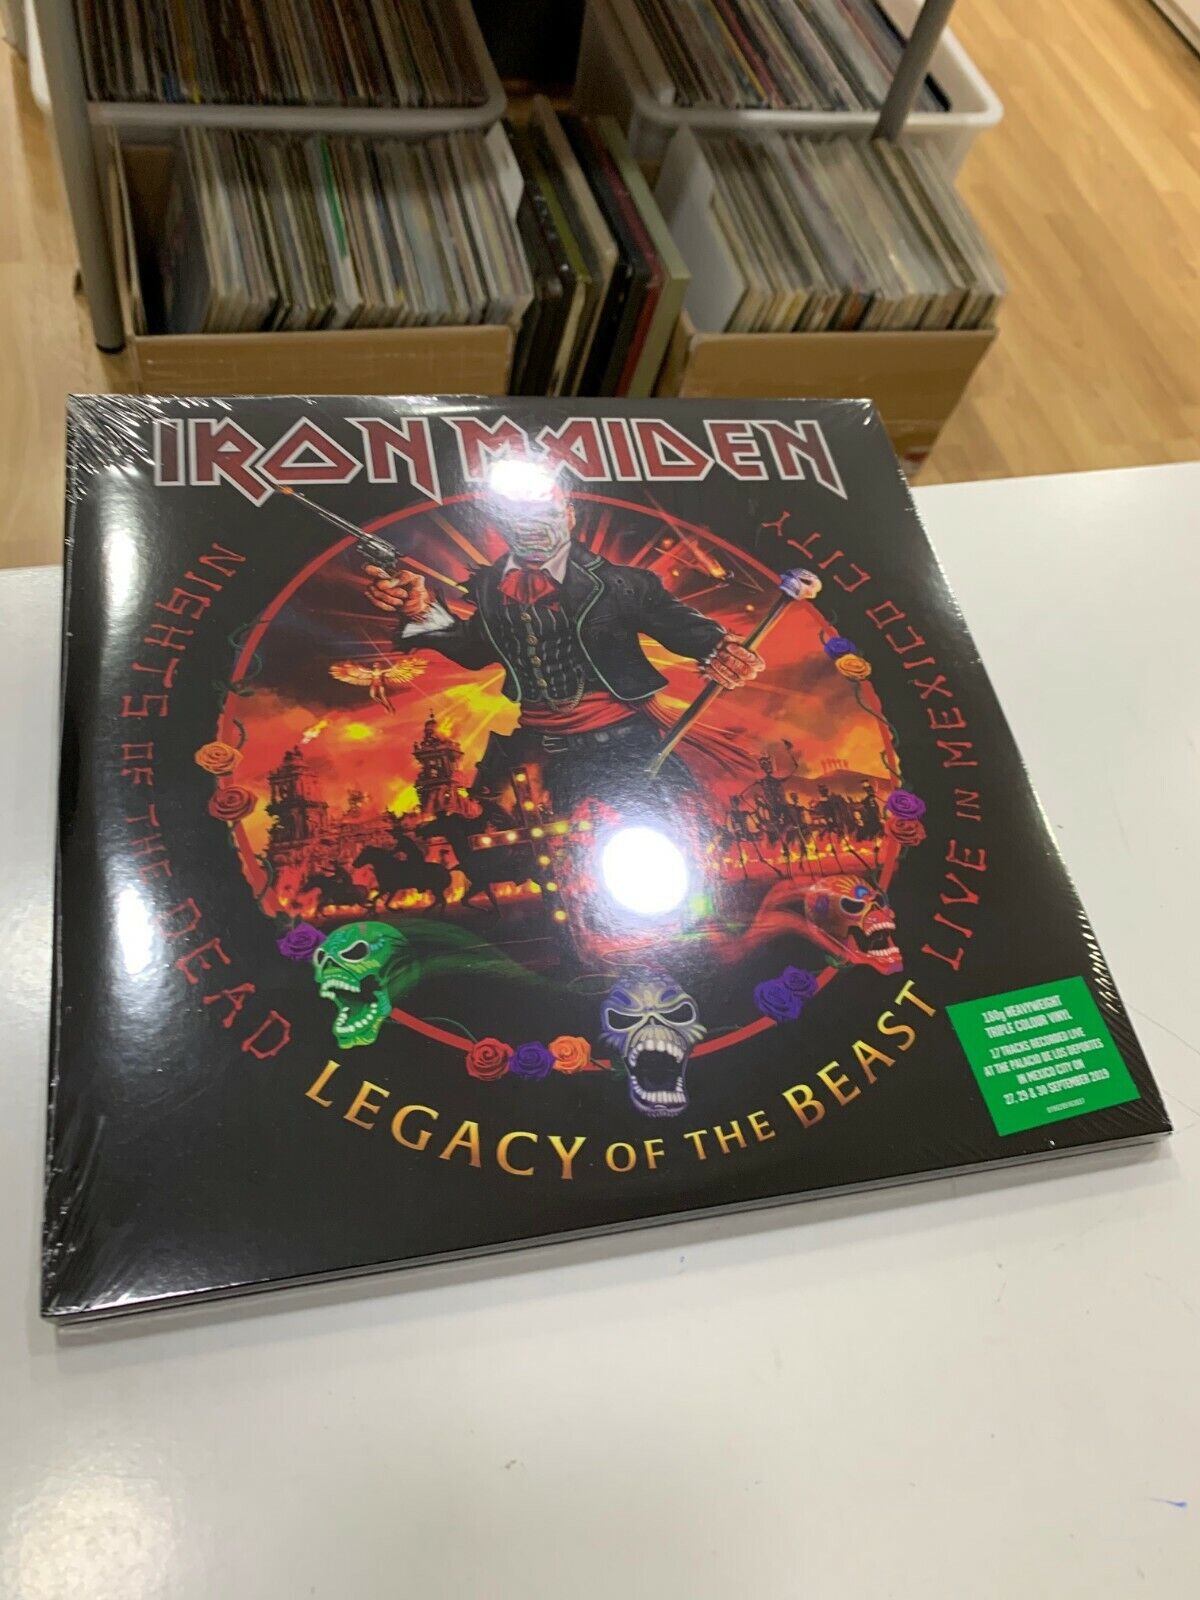 IRON MAIDEN
NIGHTS OF THE DEAD
LEGACY OF THE BEAST
LIVE IN MEXICO CITY
180g HEAVYWEIGHT
TRIPLE COLOUR VINYL
17 TRACKS RECORDED LIVE
AT THE PALACIO DE LOS DEPORTES
IN MEXICO CITY ON
27, 29 & 30 SEPTEMBER 2019